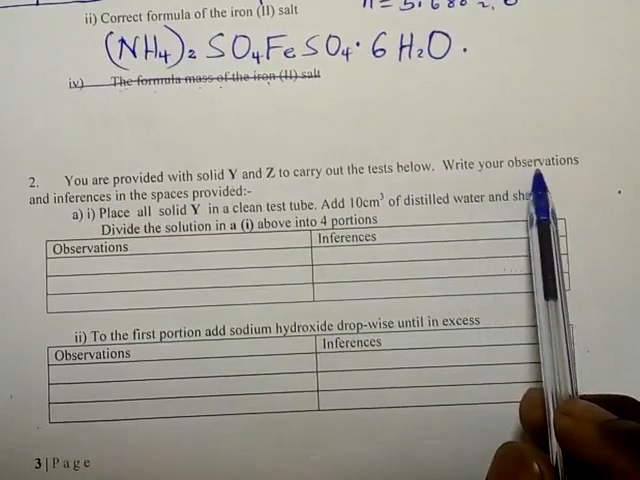 ii) Correct formula of the iron (II) salt
(NH₄)₂ SO₄FeSO₄· 6 H₂O .
iv) The formula mass of the iron (II) salt
2. You are provided with solid Y and Z to carry out the tests below. Write your observations
and inferences in the spaces provided:-
a) i) Place all solid Y in a clean test tube. Add 10cm³ of distilled water and
Divide the solution in a (i) above into 4 portions
Observations Inferences
ii) To the first portion add sodium hydroxide drop-wise until in excess
Observations Inferences
3 | P a g e